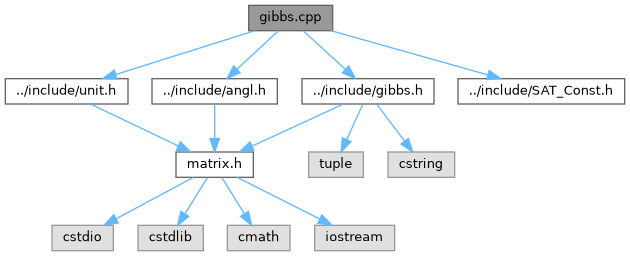 gibbs.cpp
../include/unit.h
../include/angl.h
../include/gibbs.h
../include/SAT_Const.h
matrix.h
tuple
cstring
cstdio
cstdlib
cmath
iostream